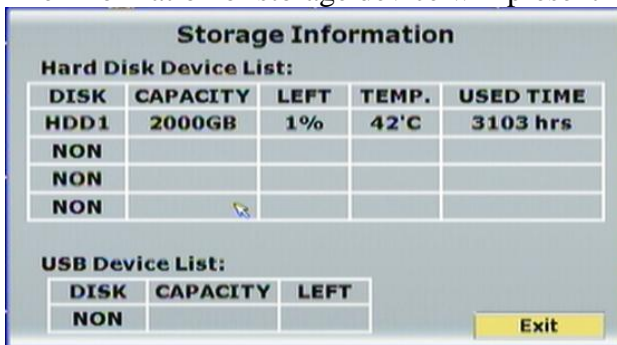 Storage Information
Hard Disk Device List:
DISK CAPACITY LEFT TEMP. USED TIME
HDD1 2000GB 1% 42'C 3103 hrs
NON
NON
NON
USB Device List:
DISK CAPACITY LEFT
NON
Exit